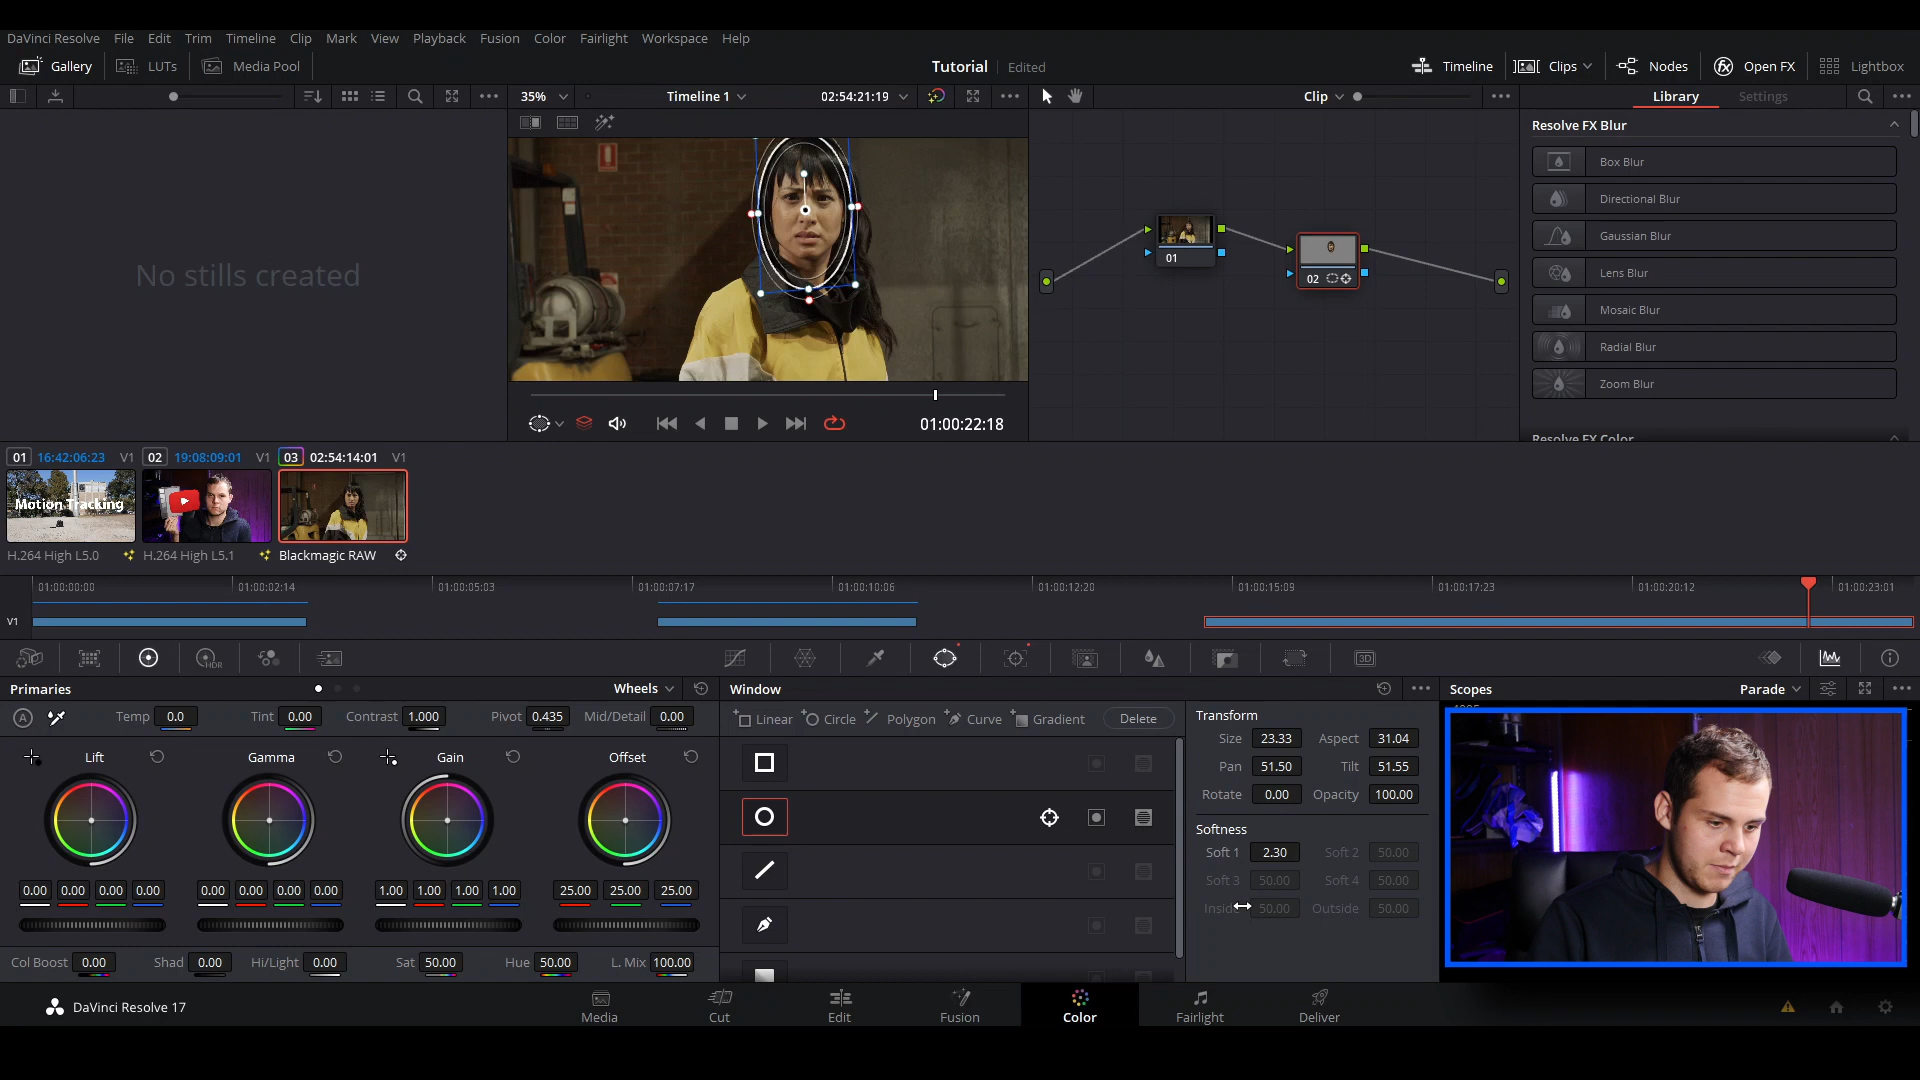 DaVinci Resolve File Edit Trim Timeline Clip Mark View Playback Fusion Color Fairlight Workspace Help
Gallery LUTs Media Pool Tutorial Edited Timeline Clips Nodes fx Open FX Lightbox
35% Timeline 1 02:54:21:19 Clip Library Settings
Resolve FX Blur
Box Blur
Directional Blur
Gaussian Blur
Lens Blur
Mosaic Blur
Radial Blur
Zoom Blur
Resolve FX Color
No stills created
01
02
01:00:22:18
01 16:42:06:23 V1 02 19:08:09:01 V1 03 02:54:14:01 V1
Motion Tracking
H.264 High L5.0 H.264 High L5.1 Blackmagic RAW
01:00:00:00 01:00:02:14 01:00:05:03 01:00:07:17 01:00:10:06 01:00:12:20 01:00:15:09 01:00:17:23 01:00:20:12 01:00:23:01
V1
HDR 3D
Primaries Wheels Window Scopes Parade
A Temp 0.0 Tint 0.00 Contrast 1.000 Pivot 0.435 Mid/Detail 0.00
Linear Circle Polygon Curve Gradient Delete
Transform
Size 23.33 Aspect 31.04
Pan 51.50 Tilt 51.55
Rotate 0.00 Opacity 100.00
Softness
Soft 1 2.30 Soft 2 50.00
Soft 3 50.00 Soft 4 50.00
Inside 50.00 Outside 50.00
Lift Gamma Gain Offset
0.00 0.00 0.00 0.00 0.00 0.00 0.00 0.00 1.00 1.00 1.00 1.00 25.00 25.00 25.00
Col Boost 0.00 Shad 0.00 Hi/Light 0.00 Sat 50.00 Hue 50.00 L. Mix 100.00
DaVinci Resolve 17 Media Cut Edit Fusion Color Fairlight Deliver